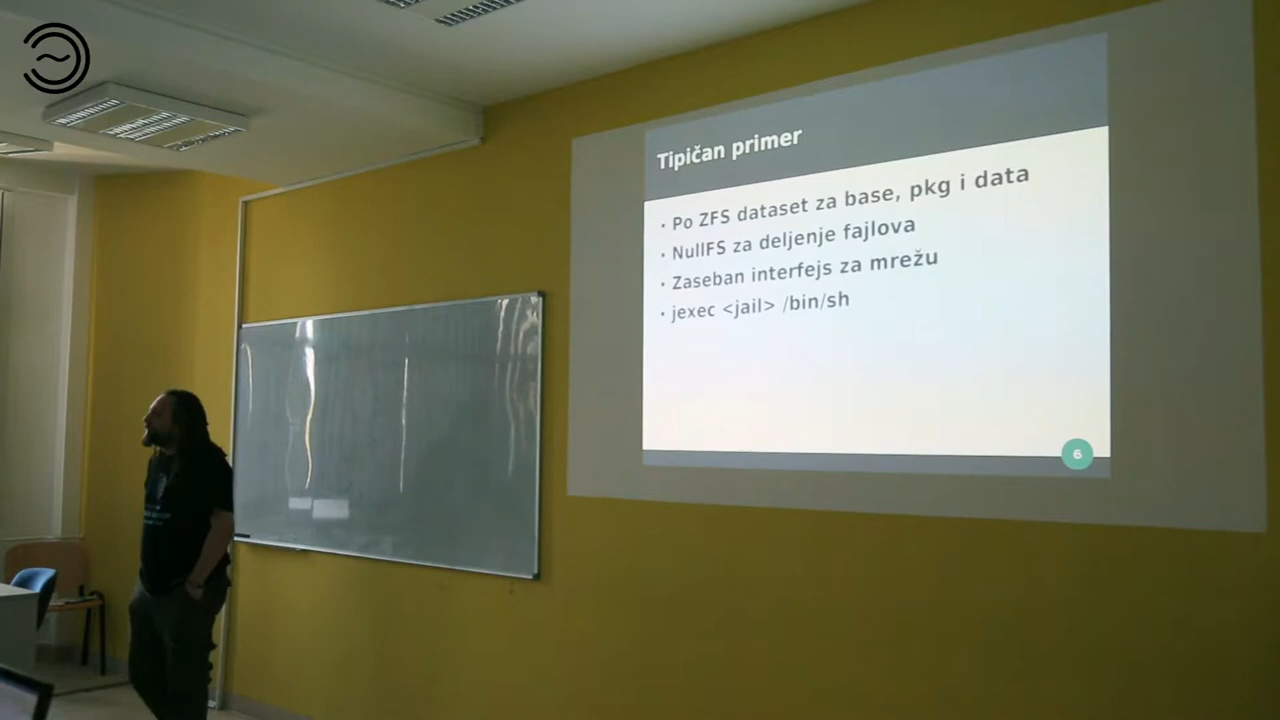 Tipičan primer
• Po ZFS dataset za base, pkg i data
• NullFS za deljenje fajlova
• Zaseban interfejs za mrežu
• jexec <jail> /bin/sh
6